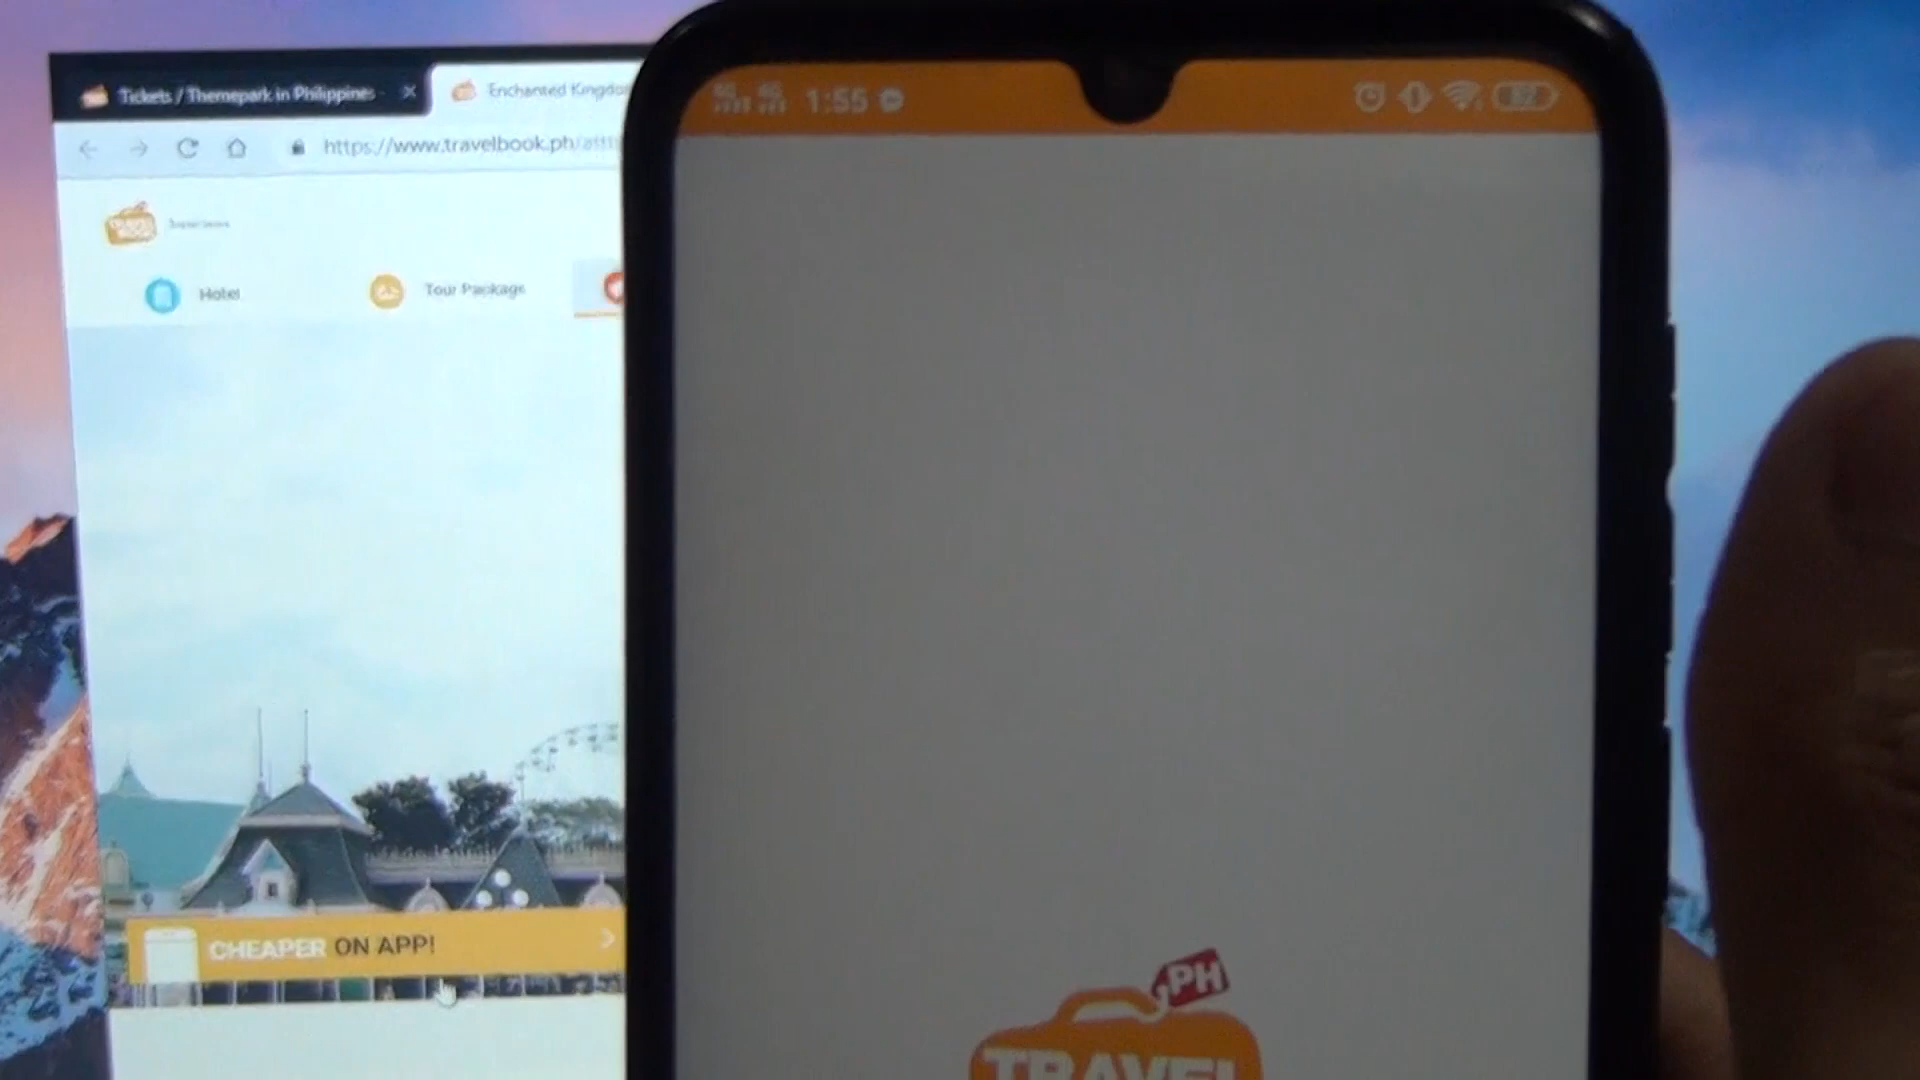 Tickets / Themepark in Philippines
Enchanted Kingdo
https://www.travelbook.ph/
Hotel
Tour Package
CHEAPER ON APP!
1:55
.PH
TRAVEL